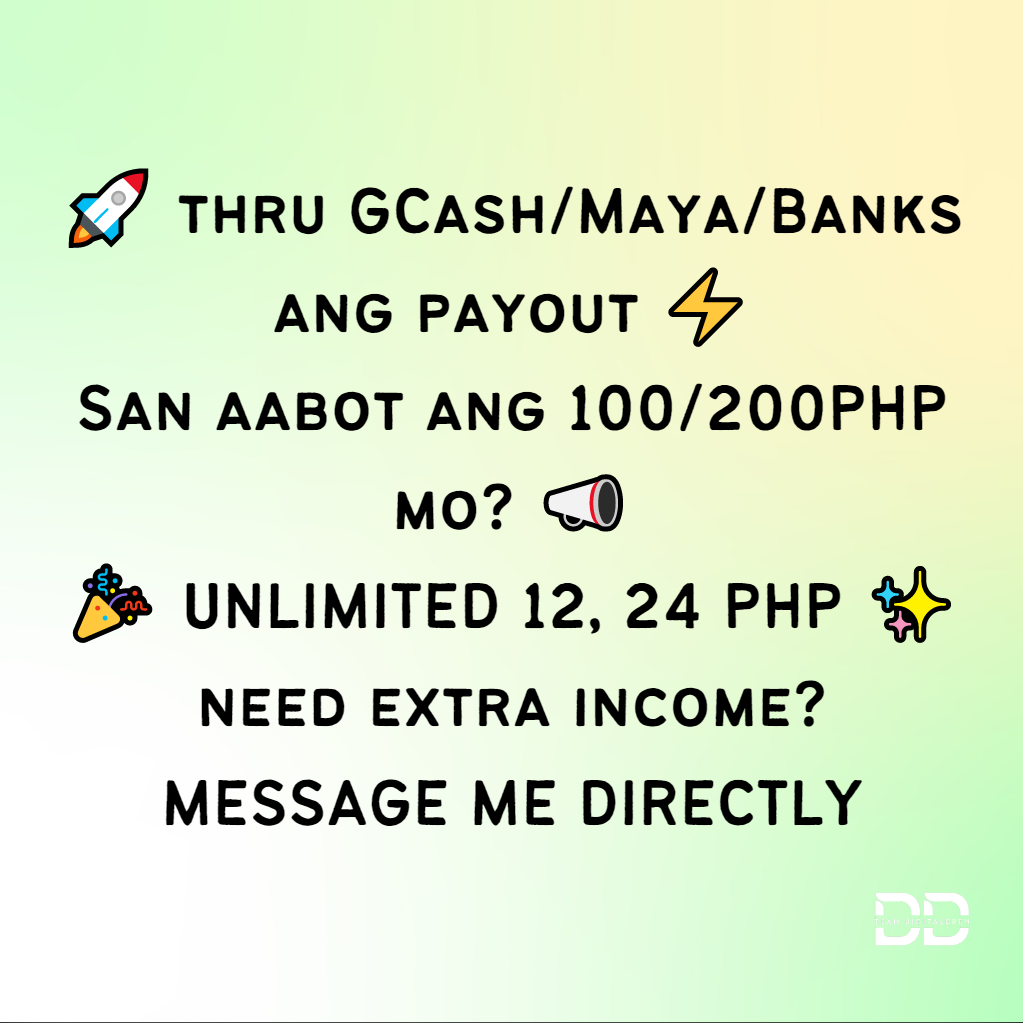 🚀 THRU GCASH/MAYA/BANKS
ANG PAYOUT ⚡
SAN AABOT ANG 100/200PHP
MO? 📢
🎉 UNLIMITED 12, 24 PHP ✨
NEED EXTRA INCOME?
MESSAGE ME DIRECTLY
DD